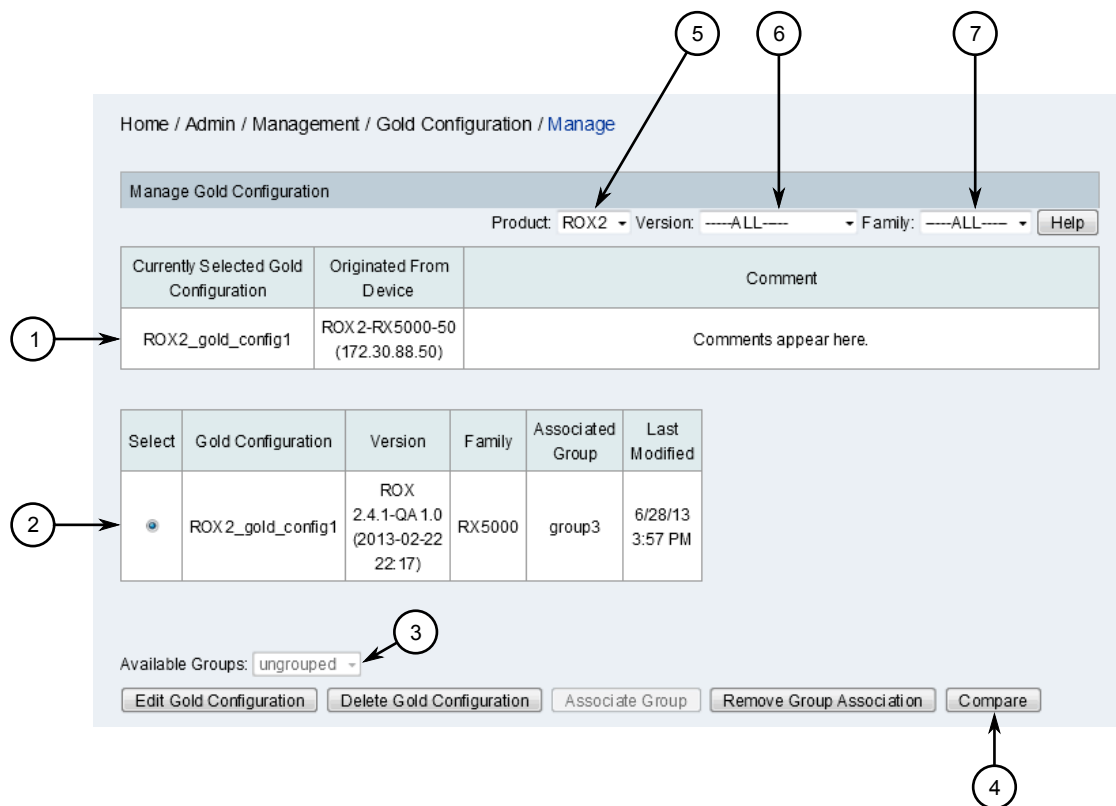 5 6 7
Home / Admin / Management / Gold Configuration / Manage
Manage Gold Configuration
Product: ROX2 Version: -----ALL----- Family: -----ALL----- Help
Currently Selected Gold Configuration
Originated From Device
Comment
1
ROX2_gold_config1
ROX2-RX5000-50
(172.30.88.50)
Comments appear here.
Select
Gold Configuration
Version
Family
Associated
Group
Last
Modified
2
ROX2_gold_config1
ROX
2.4.1-QA1.0
(2013-02-22
22:17)
RX5000
group3
6/28/13
3:57 PM
3
Available Groups: ungrouped
Edit Gold Configuration Delete Gold Configuration Associate Group Remove Group Association Compare
4